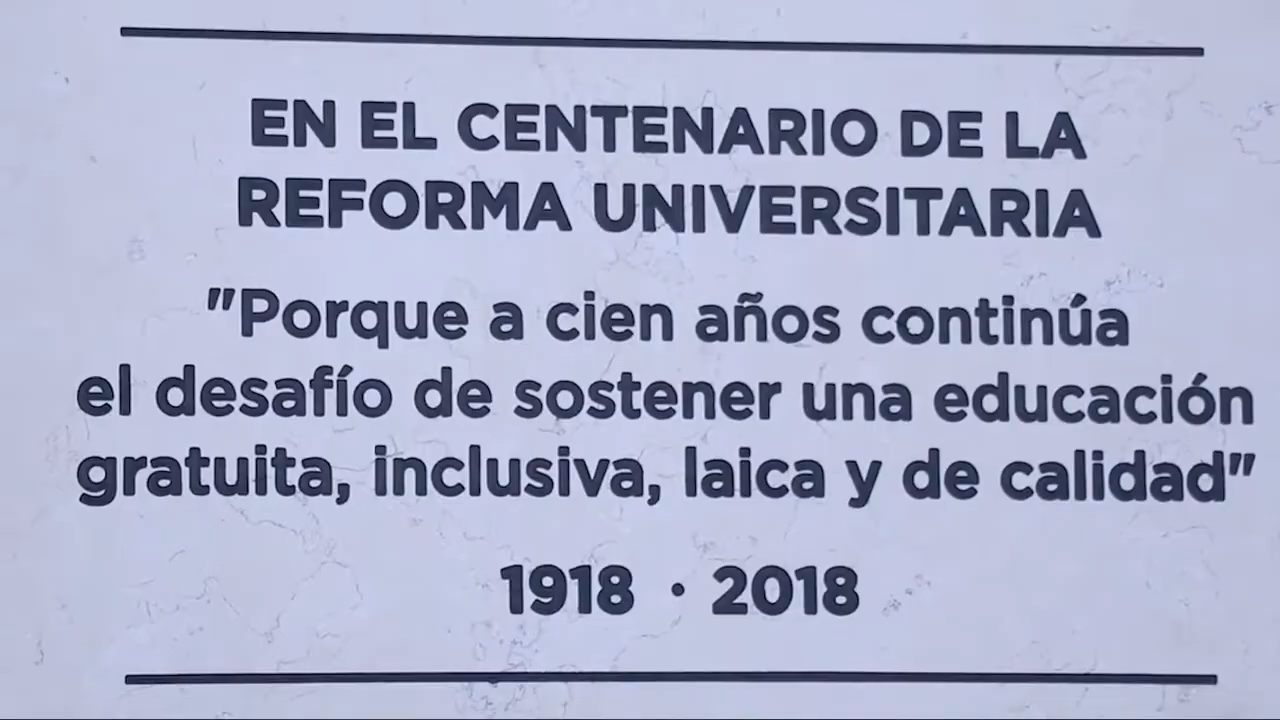 EN EL CENTENARIO DE LA
REFORMA UNIVERSITARIA
"Porque a cien años continúa
el desafío de sostener una educación
gratuita, inclusiva, laica y de calidad"
1918 · 2018